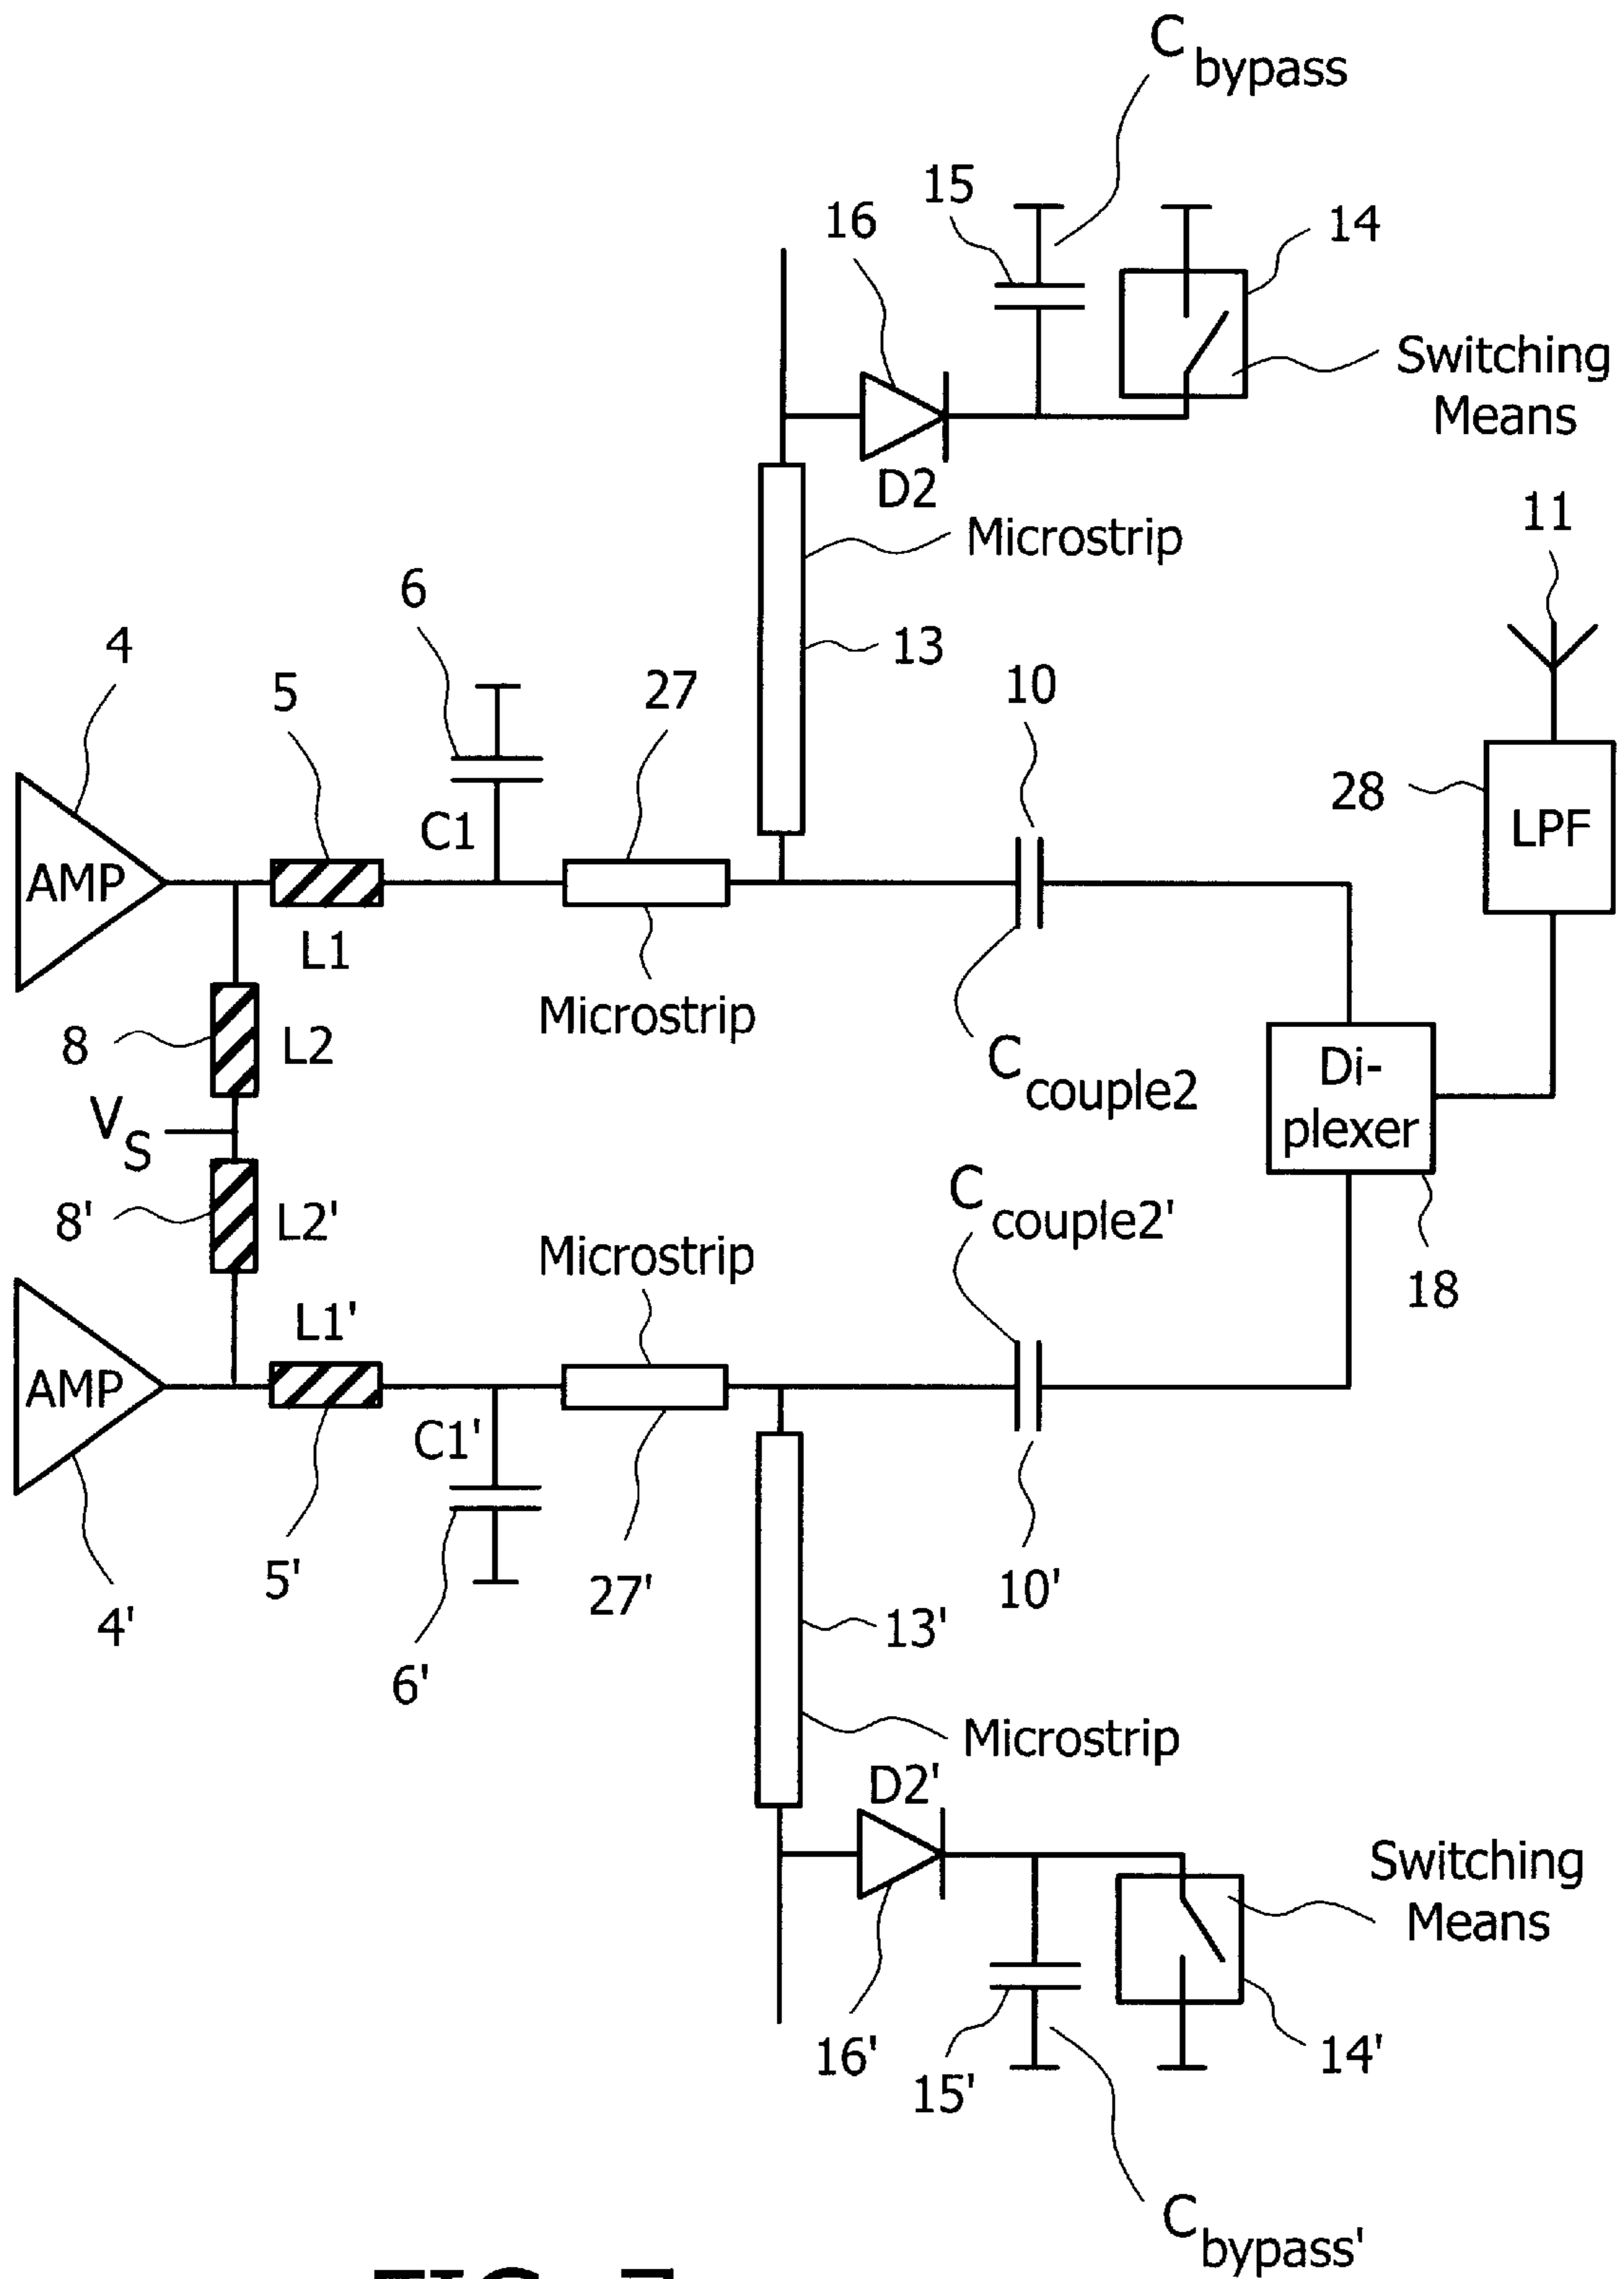 C bypass
15
16
14
Switching
Means
D2
Microstrip
11
6
4
13
5
27
10
28
LPF
C1
AMP
L1
Microstrip
8
L2
C couple2
Di-
plexer
VS
C couple2'
8'
L2'
Microstrip
18
L1'
AMP
C1'
5'
27'
10'
4'
13'
6'
Microstrip
D2'
Switching
Means
16'
14'
15'
C bypass'